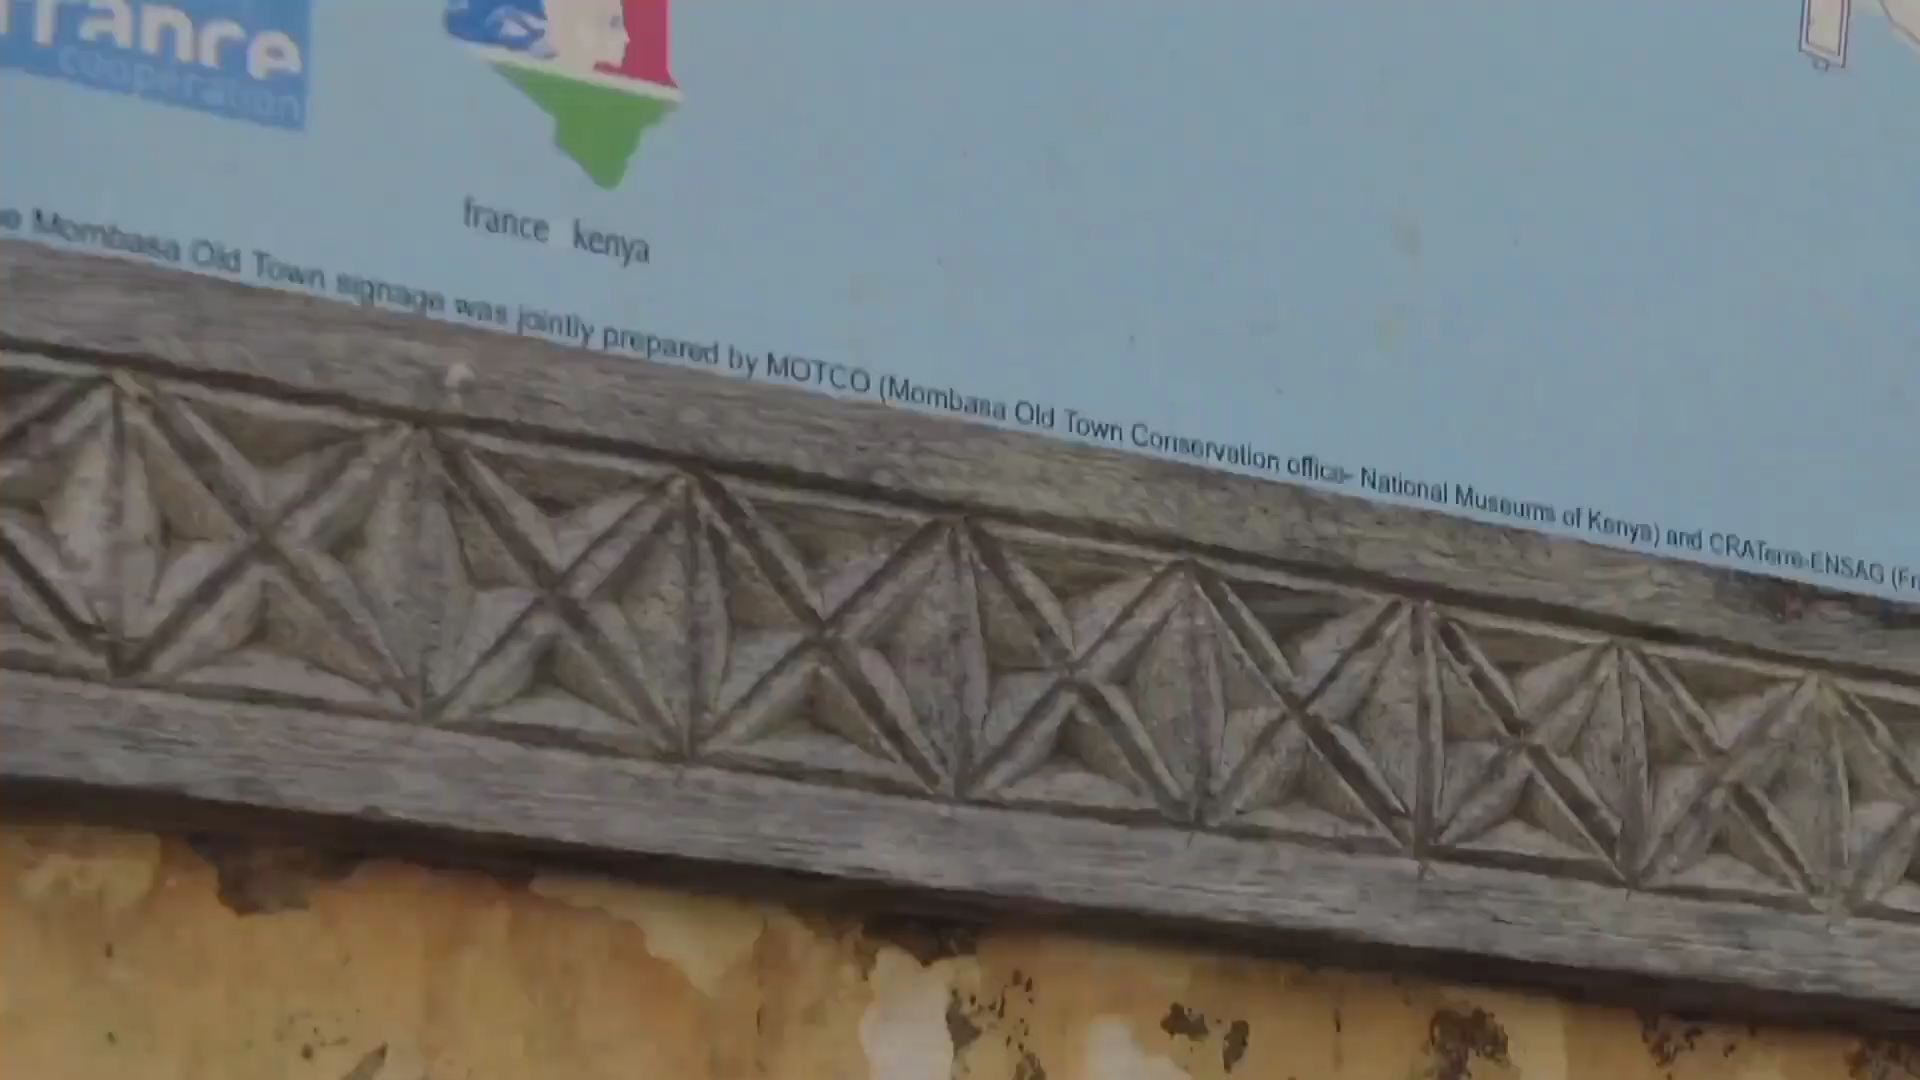 france
cooperation
france kenya
Mombasa Old Town signage was jointly prepared by MOTCO (Mombasa Old Town Conservation office- National Museums of Kenya) and CRATerre-ENSAG (Fr